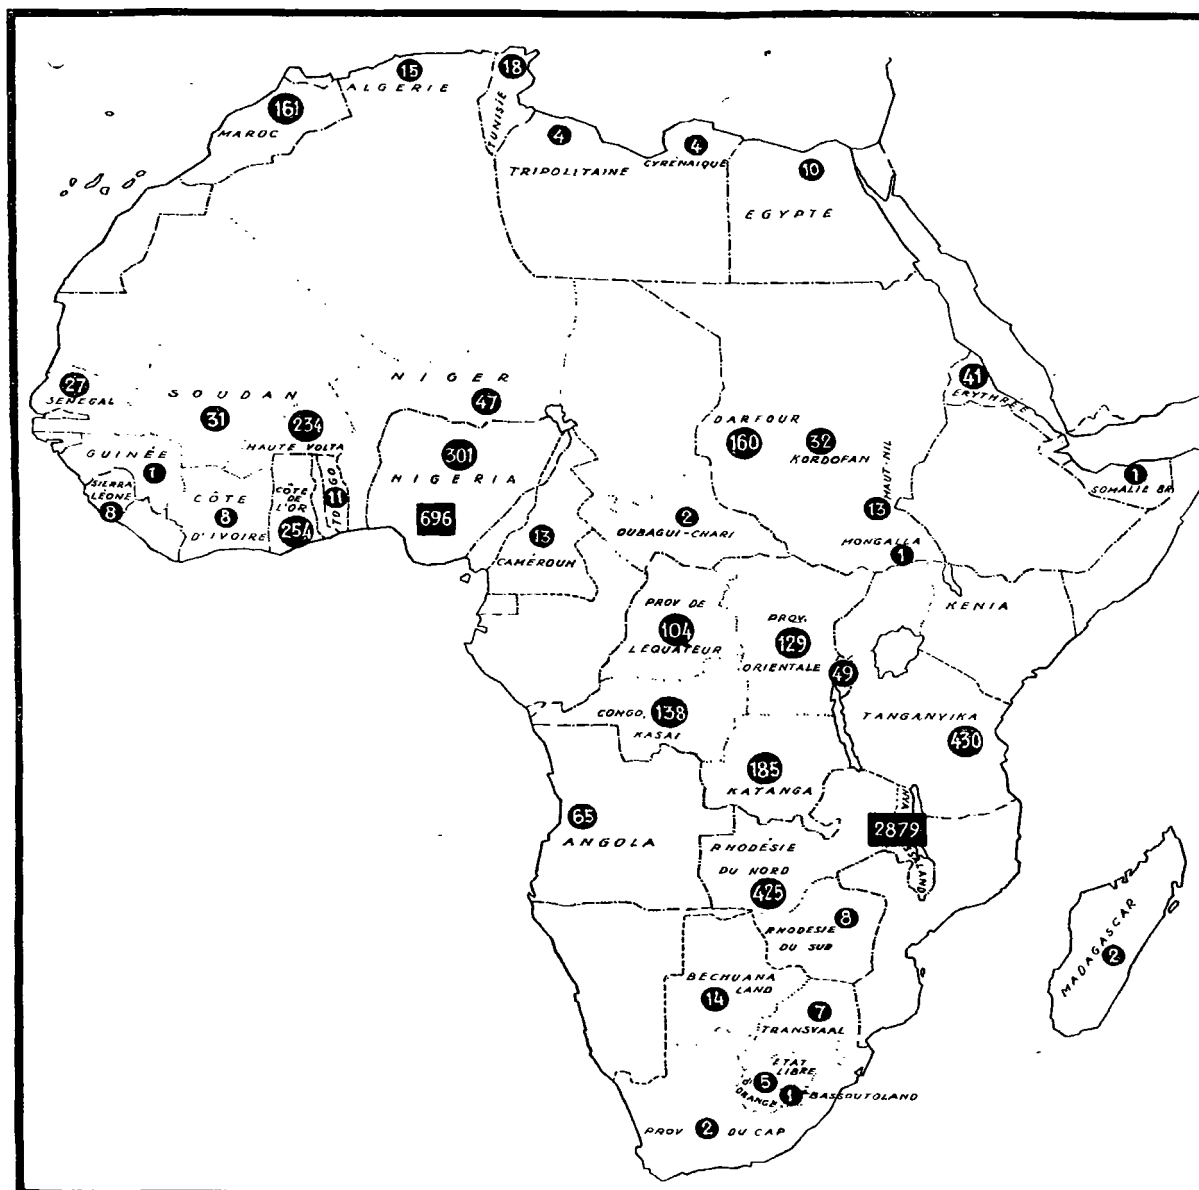 15
ALGERIE
18
TUNISIE
161
MAROC
4
TRIPOLITAINE
4
CYRENAIQUE
10
EGYPTE
27
SENEGAL
SOUDAN
31
234
HAUTE VOLTA
NIGER
47
301
NIGERIA
696
GUINÉE
1
SIERRA
LÉONE
8
CÔTE
8
D'IVOIRE
CÔTE
DE
L'OR
254
TOGO
11
DARFOUR
160
32
KORDOFAN
HAUT-NIL
13
MONGALLA
1
41
ERYTHRÉE
1
SOMALIE BR.
2
OUBAGUI-CHARI
13
CAMEROUN
PROV DE
104
L'EQUATEUR
PROV.
129
ORIENTALE
49
KENIA
CONGO,
138
KASAI
TANGANYIKA
430
185
KATANGA
65
ANGOLA
2879
RHODÉSIE
DU NORD
425
8
RHODESIE
DU SUB
BECHUANA
LAND
14
7
TRANSVAAL
ETAT
LIBRE
5
D'ORANGE
1
BASSOUTOLAND
PROV
2
DU CAP
MADAGASCAR
2